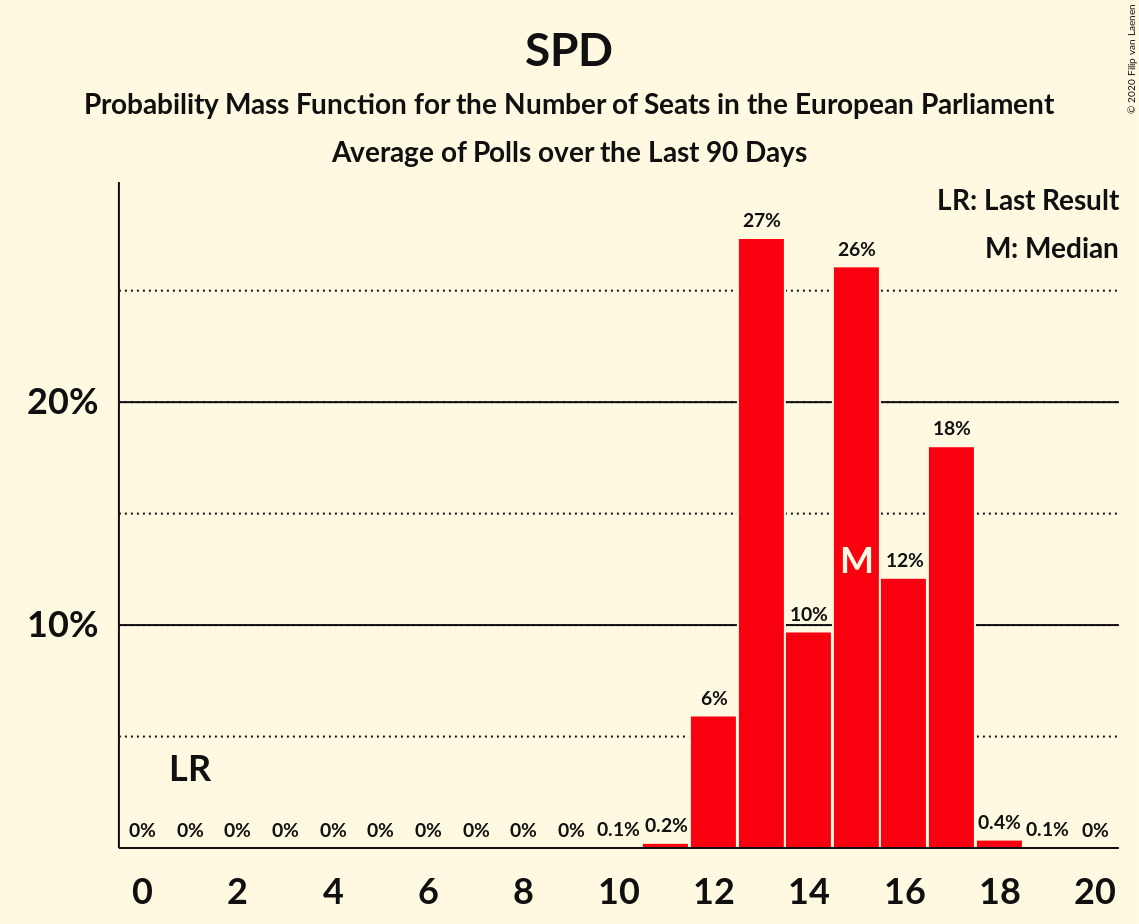 SPD
Probability Mass Function for the Number of Seats in the European Parliament
Average of Polls over the Last 90 Days
© 2020 Filip van Laenen
LR: Last Result
M: Median
27%
26%
20%
18%
M
12%
10%
10%
6%
LR
0% 0% 0% 0% 0% 0% 0% 0% 0% 0% 0.1% 0.2% 0.4% 0.1% 0%
0 2 4 6 8 10 12 14 16 18 20